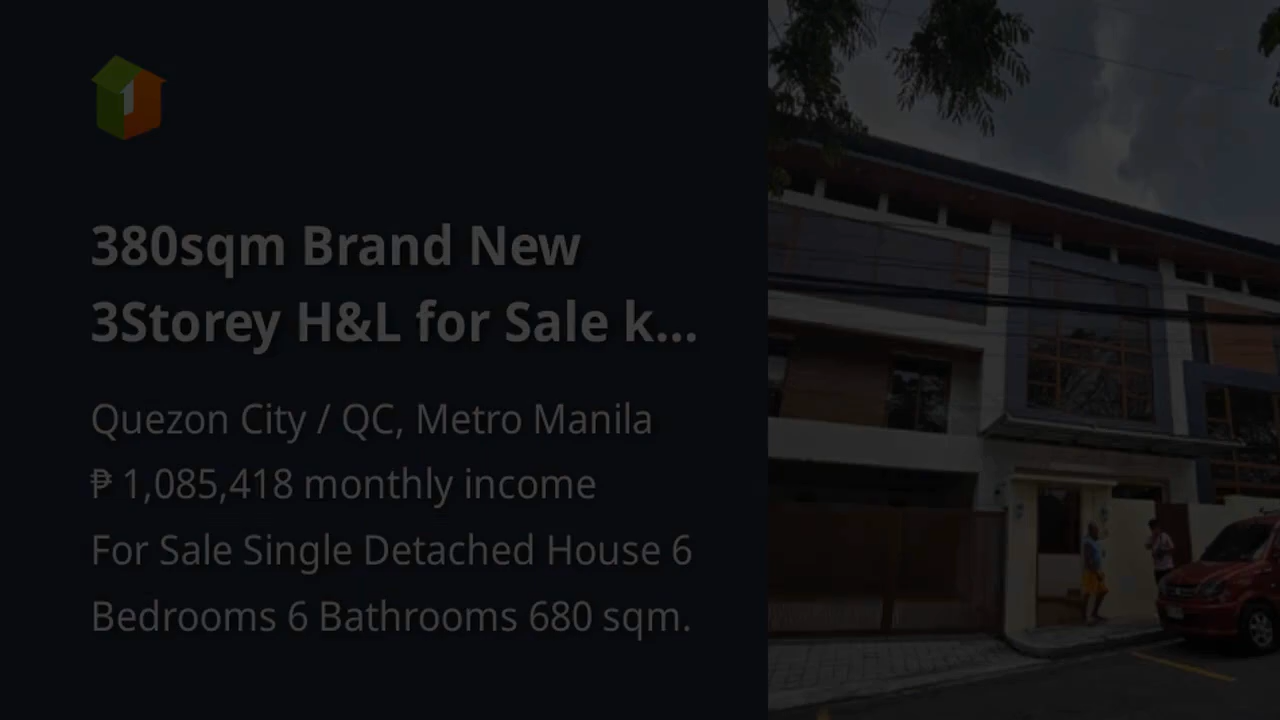 380sqm Brand New
3Storey H&L for Sale k...
Quezon City / QC, Metro Manila
₱ 1,085,418 monthly income
For Sale Single Detached House 6
Bedrooms 6 Bathrooms 680 sqm.